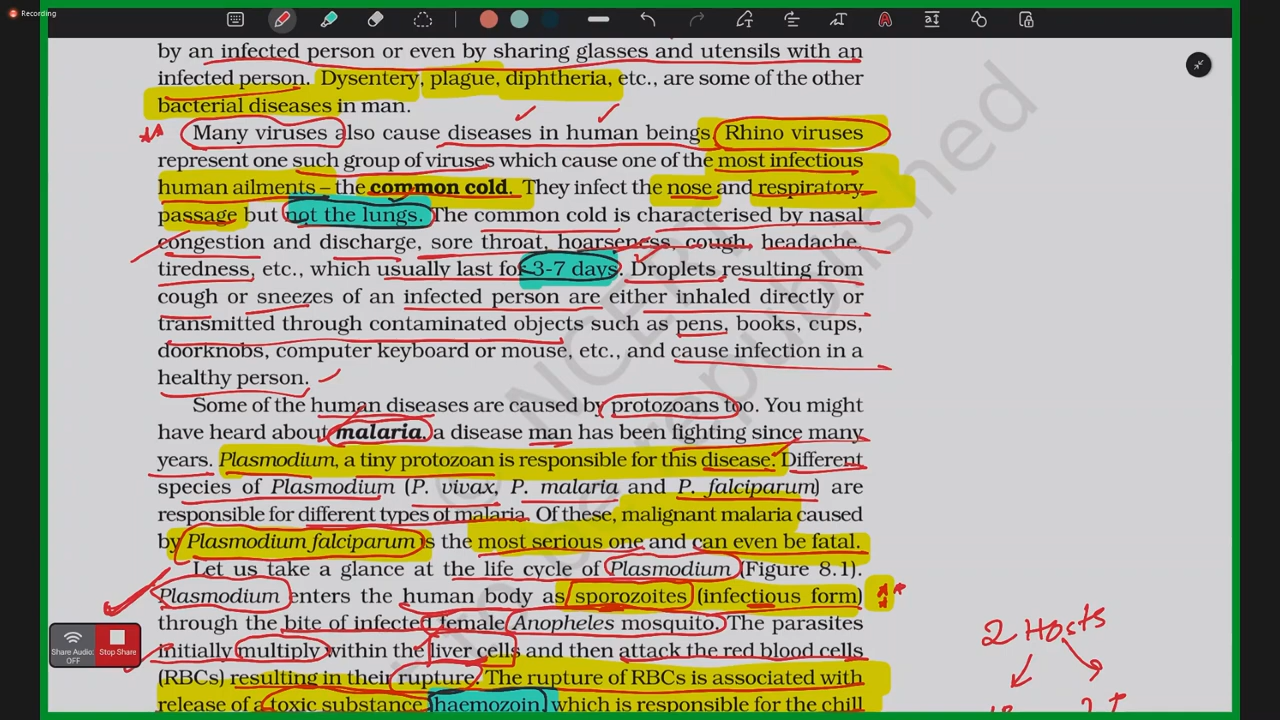 Recording
by an infected person or even by sharing glasses and utensils with an
infected person. Dysentery, plague, diphtheria, etc., are some of the other
bacterial diseases in man.
Many viruses also cause diseases in human beings. Rhino viruses
represent one such group of viruses which cause one of the most infectious
human ailments – the common cold. They infect the nose and respiratory
passage but not the lungs. The common cold is characterised by nasal
congestion and discharge, sore throat, hoarseness, cough, headache,
tiredness, etc., which usually last for 3-7 days. Droplets resulting from
cough or sneezes of an infected person are either inhaled directly or
transmitted through contaminated objects such as pens, books, cups,
doorknobs, computer keyboard or mouse, etc., and cause infection in a
healthy person.
Some of the human diseases are caused by protozoans too. You might
have heard about malaria, a disease man has been fighting since many
years. Plasmodium, a tiny protozoan is responsible for this disease. Different
species of Plasmodium (P. vivax, P. malaria and P. falciparum) are
responsible for different types of malaria. Of these, malignant malaria caused
by Plasmodium falciparum is the most serious one and can even be fatal.
Let us take a glance at the life cycle of Plasmodium (Figure 8.1).
Plasmodium enters the human body as sporozoites (infectious form)
through the bite of infected female Anopheles mosquito. The parasites
initially multiply within the liver cells and then attack the red blood cells
(RBCs) resulting in their rupture. The rupture of RBCs is associated with
release of a toxic substance, haemozoin, which is responsible for the chill
2 Hosts
Share Audio:
OFF
Stop Share
© NCERT
not to be republished